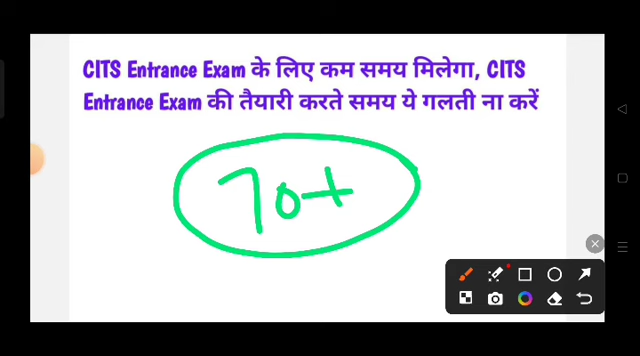 CITS Entrance Exam के लिए कम समय मिलेगा, CITS
Entrance Exam की तैयारी करते समय ये गलती ना करें
70+